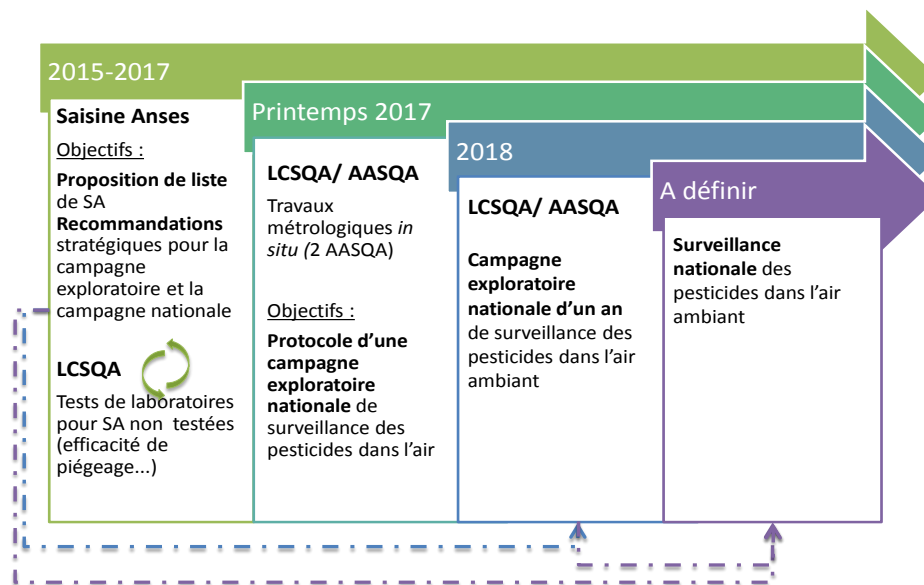 2015-2017
Saisine Anses
Objectifs :
Proposition de liste
de SA
Recommandations
stratégiques pour la
campagne
exploratoire et la
campagne nationale
LCSQA
Tests de laboratoires
pour SA non testées
(efficacité de
piégeage...)
Printemps 2017
LCSQA/ AASQA
Travaux
métrologiques in
situ (2 AASQA)
Objectifs :
Protocole d’une
campagne
exploratoire
nationale de
surveillance des
pesticides dans l’air
2018
LCSQA/ AASQA
Campagne
exploratoire
nationale d’un an
de surveillance des
pesticides dans l’air
ambiant
A définir
Surveillance
nationale des
pesticides dans l’air
ambiant